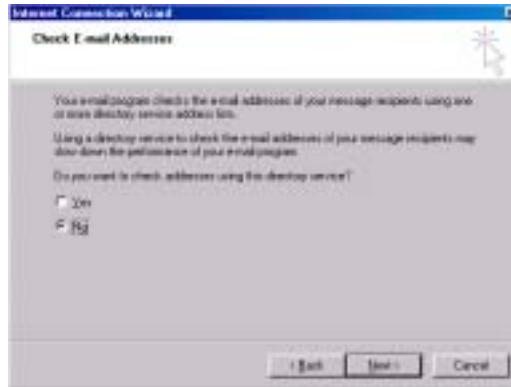 Internet Connection Wizard
Check E-mail Addresses
Your e-mail program checks the e-mail addresses of your message recipients using one
or more directory service address lists.
Using a directory service to check the e-mail addresses of your message recipients may
slow down the performance of your e-mail program.
Do you want to check addresses using this directory service?
Yes
No
< Back
Next >
Cancel